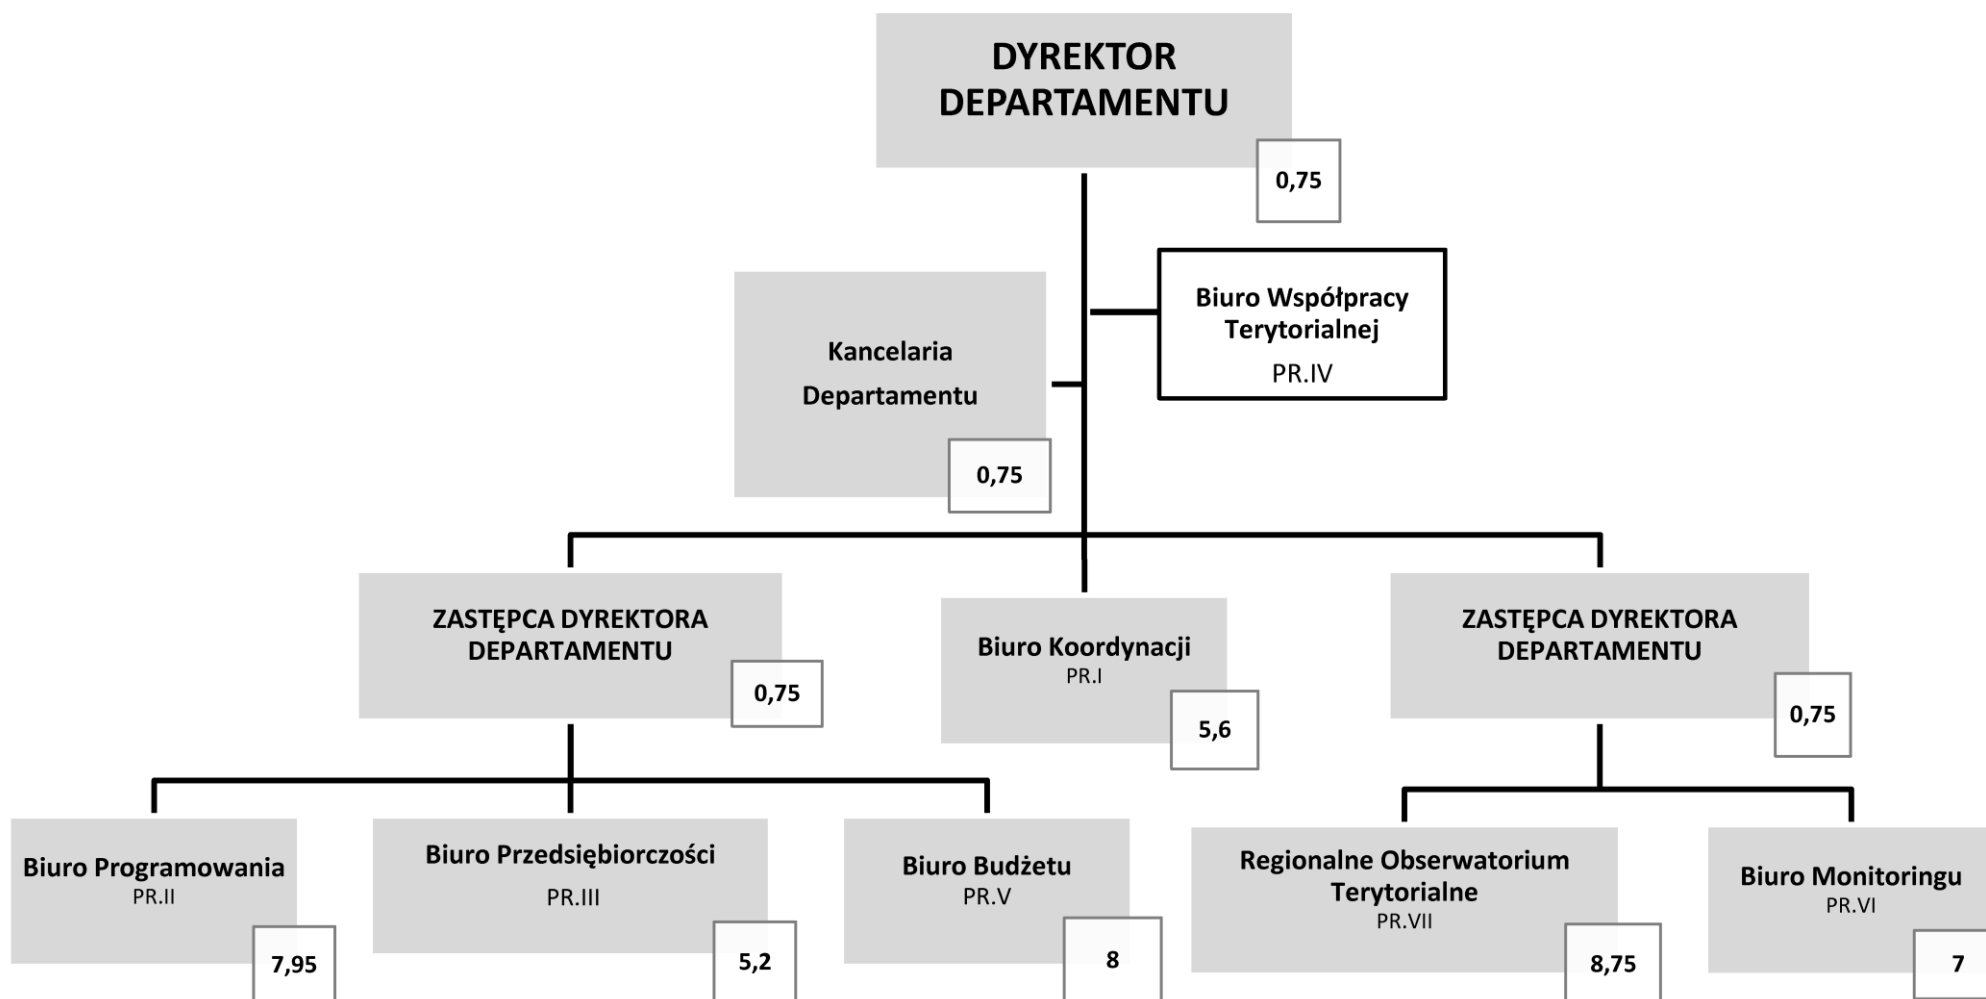 DYREKTOR
DEPARTAMENTU
0,75
Biuro Współpracy
Terytorialnej
PR.IV
Kancelaria
Departamentu
0,75
ZASTĘPCA DYREKTORA
DEPARTAMENTU
0,75
Biuro Koordynacji
PR.I
5,6
ZASTĘPCA DYREKTORA
DEPARTAMENTU
0,75
Biuro Programowania
PR.II
7,95
Biuro Przedsiębiorczości
PR.III
5,2
Biuro Budżetu
PR.V
8
Regionalne Obserwatorium
Terytorialne
PR.VII
8,75
Biuro Monitoringu
PR.VI
7